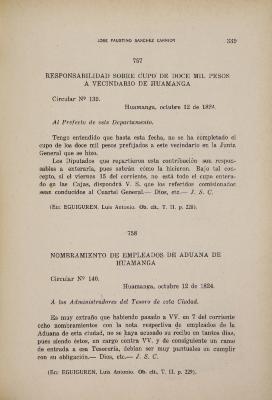 JOSE FAUSTINO SANCHEZ CARRION 339
757
RESPONSABILIDAD SOBRE CUPO DE DOCE MIL PESOS
A VECINDARIO DE HUAMANGA
Circular Nº 139.
Huamanga, octubre 12 de 1824.
Al Prefecto de este Departamento.
Tengo entendido que hasta esta fecha, no se ha completado el
cupo de los doce mil pesos prefijados a este vecindario en la Junta
General que se hizo.
Los Diputados que repartieron esta contribución son respon-
sables a enterarla, pues sabrán cómo la hicieron. Bajo tal con-
cepto, si el viernes 15 del corriente, no está todo el cupo entera-
do en las Cajas, dispondrá V. S. que los referidos comisionados
sean conducidos al Cuartel General.— Dios, etc.— J. S. C.
(En: EGUIGUREN, Luis Antonio. Ob. cit. T. II. p. 228).
758
NOMBRAMIENTO DE EMPLEADOS DE ADUANA DE
HUAMANGA
Circular Nº 140.
Huamanga, octubre 12 de 1824.
A los Administradores del Tesoro de esta Ciudad.
Es muy extraño que habiendo pasado a VV. en 7 del corriente
ocho nombramientos con la nota respectiva de empleados de la
Aduana de esta ciudad, no se haya acusado su recibo en tantos días,
pues siendo éstos, en cargo contra VV. y de consiguiente un ramo
de entrada a esa Tesorería, debían ser muy puntuales en cumplir
con su obligación.— Dios, etc.— J. S. C.
(En: EGUIGUREN, Luis Antonio. Ob. cit. T. II. p. 229).